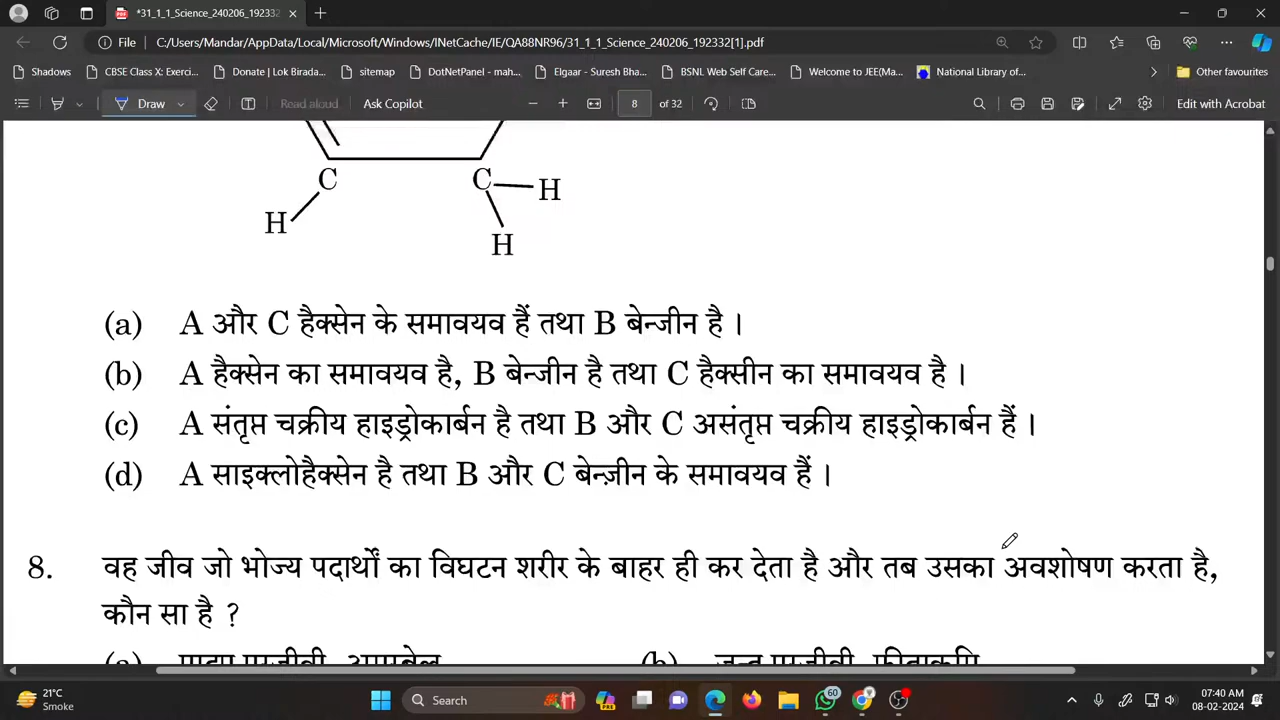 *31_1_1_Science_240206_192332
File C:/Users/Mandar/AppData/Local/Microsoft/Windows/INetCache/IE/QA88NR96/31_1_1_Science_240206_192332[1].pdf
Shadows CBSE Class X: Exerci... Donate | Lok Birada... sitemap DotNetPanel - mah... Elgaar - Suresh Bha... BSNL Web Self Care... Welcome to JEE(Ma... National Library of... Other favourites
Draw Read aloud Ask Copilot 8 of 32 Edit with Acrobat
C C H
H
H
(a) A और C हैक्सेन के समावयव हैं तथा B बेन्जीन है ।
(b) A हैक्सेन का समावयव है, B बेन्जीन है तथा C हैक्सीन का समावयव है ।
(c) A संतृप्त चक्रीय हाइड्रोकार्बन है तथा B और C असंतृप्त चक्रीय हाइड्रोकार्बन हैं ।
(d) A साइक्लोहैक्सेन है तथा B और C बेन्ज़ीन के समावयव हैं ।
8. वह जीव जो भोज्य पदार्थों का विघटन शरीर के बाहर ही कर देता है और तब उसका अवशोषण करता है,
कौन सा है ?
21°C
Smoke
Search
60
07:40 AM
08-02-2024